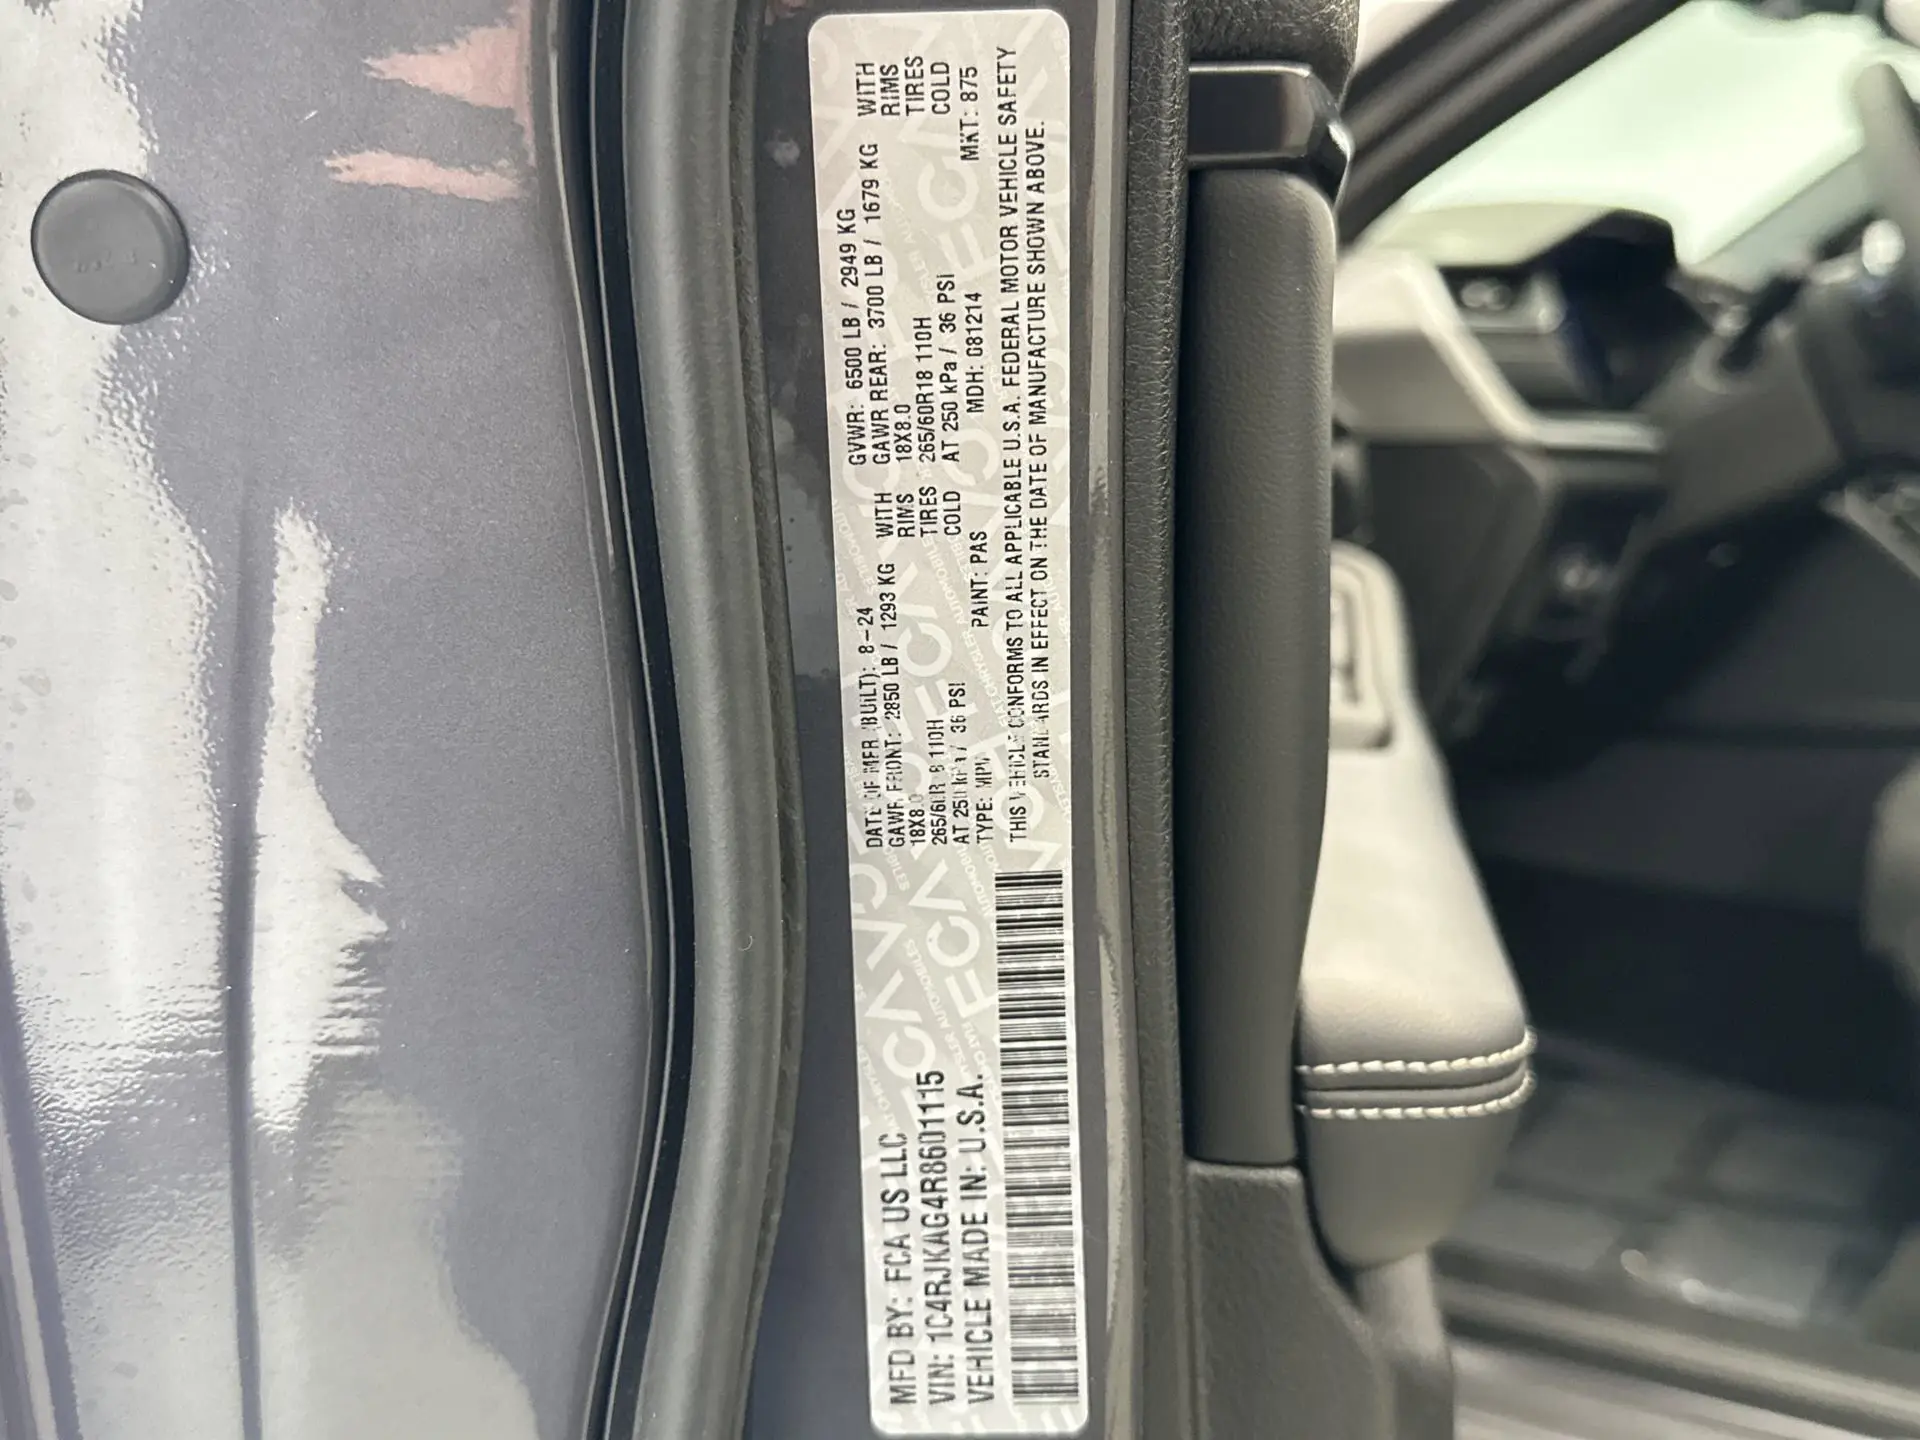 MFD BY: FCA US LLC
VIN: 1C4RJKAG4R8601115
VEHICLE MADE IN: U.S.A.
DATE OF MFR (BUILT): 8-24 GVWR: 6500 LB / 2949 KG
GAWR FRONT: 2850 LB / 1293 KG WITH GAWR REAR: 3700 LB / 1679 KG WITH
18X8.0 RIMS 18X8.0 RIMS
265/60R18 110H TIRES 265/60R18 110H TIRES
AT 250 kPa / 36 PSI COLD AT 250 kPa / 36 PSI COLD
TYPE: MPV PAINT: PAS MDH: 081214 MKT: 875
THIS VEHICLE CONFORMS TO ALL APPLICABLE U.S.A. FEDERAL MOTOR VEHICLE SAFETY
STANDARDS IN EFFECT ON THE DATE OF MANUFACTURE SHOWN ABOVE.